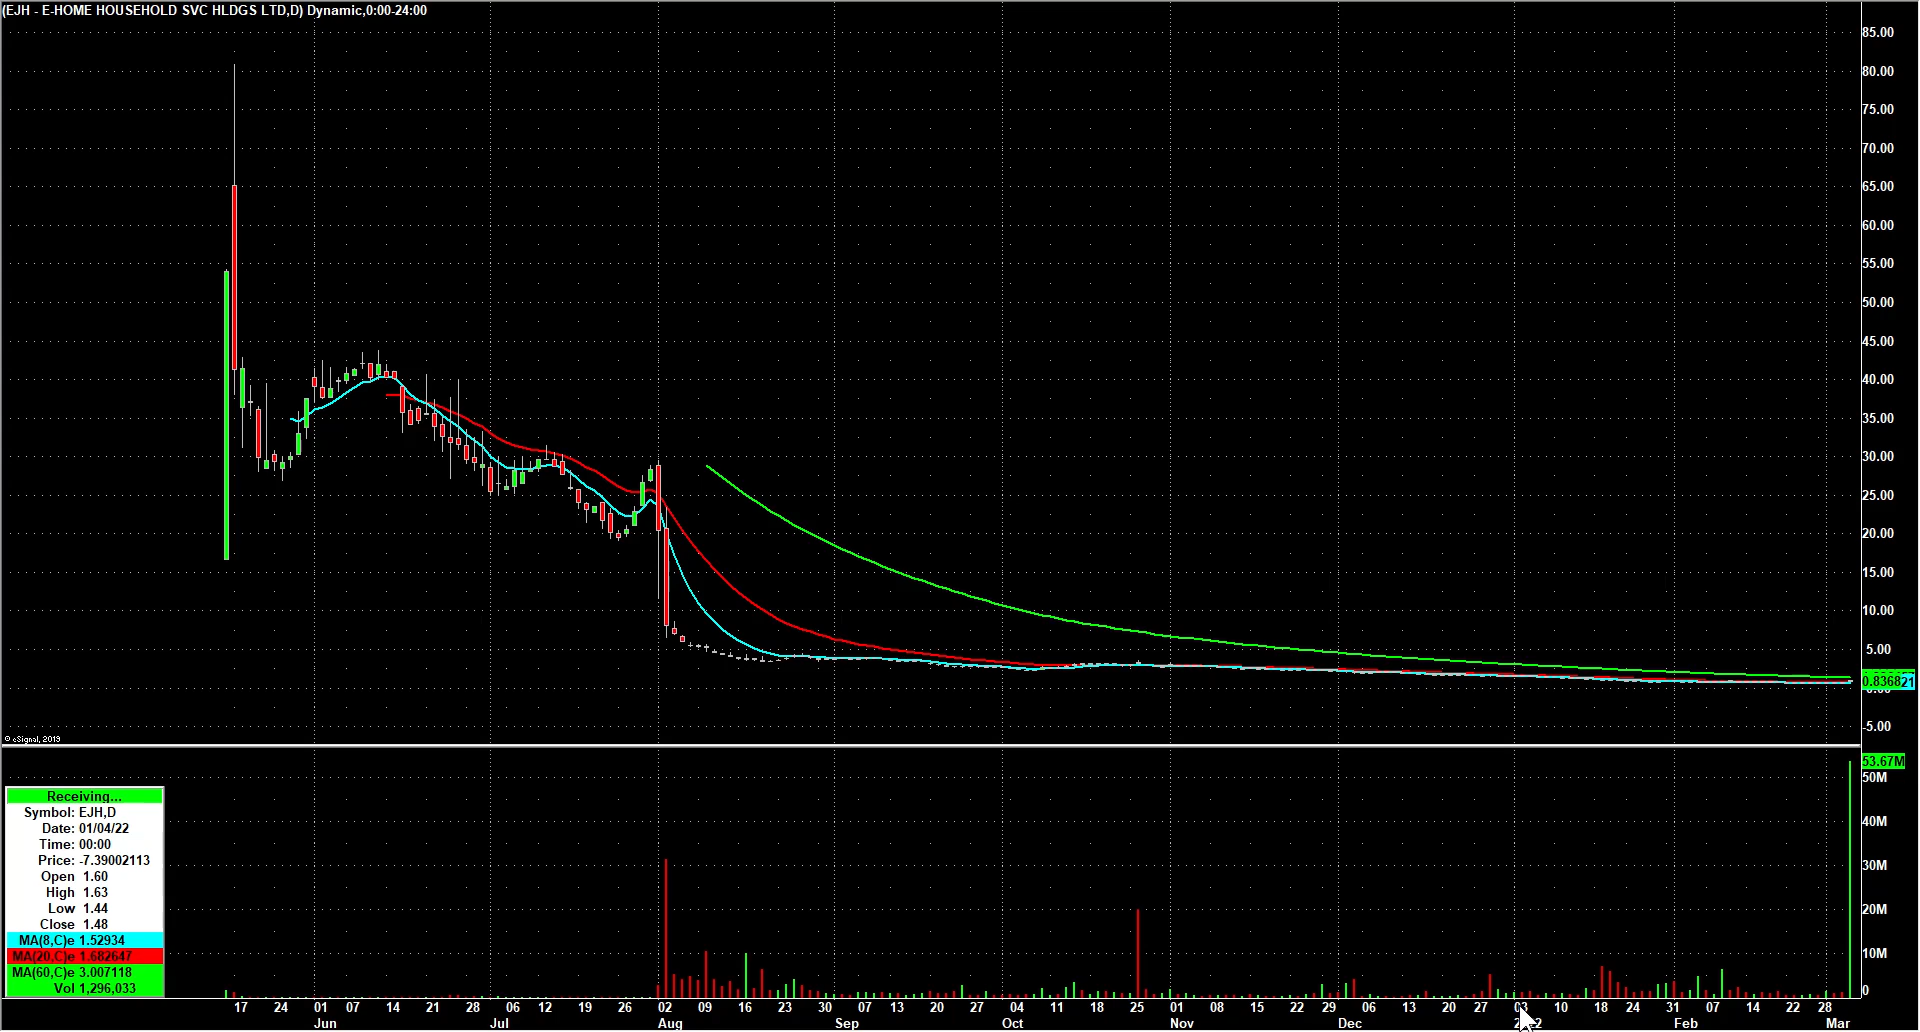 (EJH - E-HOME HOUSEHOLD SVC HLDGS LTD,D) Dynamic,0:00-24:00
85.00
80.00
75.00
70.00
65.00
60.00
55.00
50.00
45.00
40.00
35.00
30.00
25.00
20.00
15.00
10.00
5.00
0.836821
-5.00
© eSignal, 2019
53.67M
50M
40M
30M
20M
10M
0
Receiving...
Symbol: EJH,D
Date: 01/04/22
Time: 00:00
Price: -7.39002113
Open 1.60
High 1.63
Low 1.44
Close 1.48
MA(8,C)e 1.52934
MA(20,C)e 1.682647
MA(60,C)e 3.007118
Vol 1,296,033
17 24 01 07 14 21 28 06 12 19 26 02 09 16 23 30 07 13 20 27 04 11 18 25 01 08 15 22 29 06 13 20 27 03 10 18 24 31 07 14 22 28
Jun Jul Aug Sep Oct Nov Dec Feb Mar